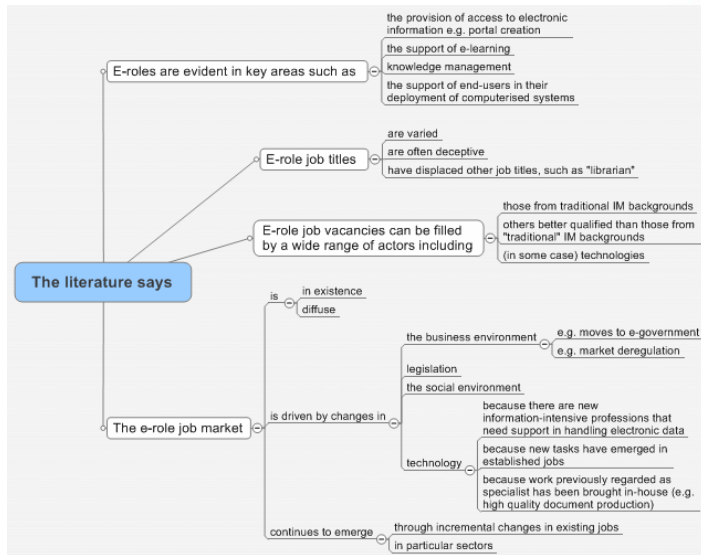 the provision of access to electronic
information e.g. portal creation
the support of e-learning
E-roles are evident in key areas such as
knowledge management
the support of end-users in their
deployment of computerised systems
are varied
E-role job titles
are often deceptive
have displaced other job titles, such as "librarian"
those from traditional IM backgrounds
E-role job vacancies can be filled
by a wide range of actors including
others better qualified than those from
"traditional" IM backgrounds
(in some case) technologies
The literature says
is
in existence
diffuse
the business environment
e.g. moves to e-government
e.g. market deregulation
legislation
the social environment
The e-role job market
is driven by changes in
technology
because there are new
information-intensive professions that
need support in handling electronic data
because new tasks have emerged in
established jobs
because work previously regarded as
specialist has been brought in-house (e.g.
high quality document production)
continues to emerge
through incremental changes in existing jobs
in particular sectors